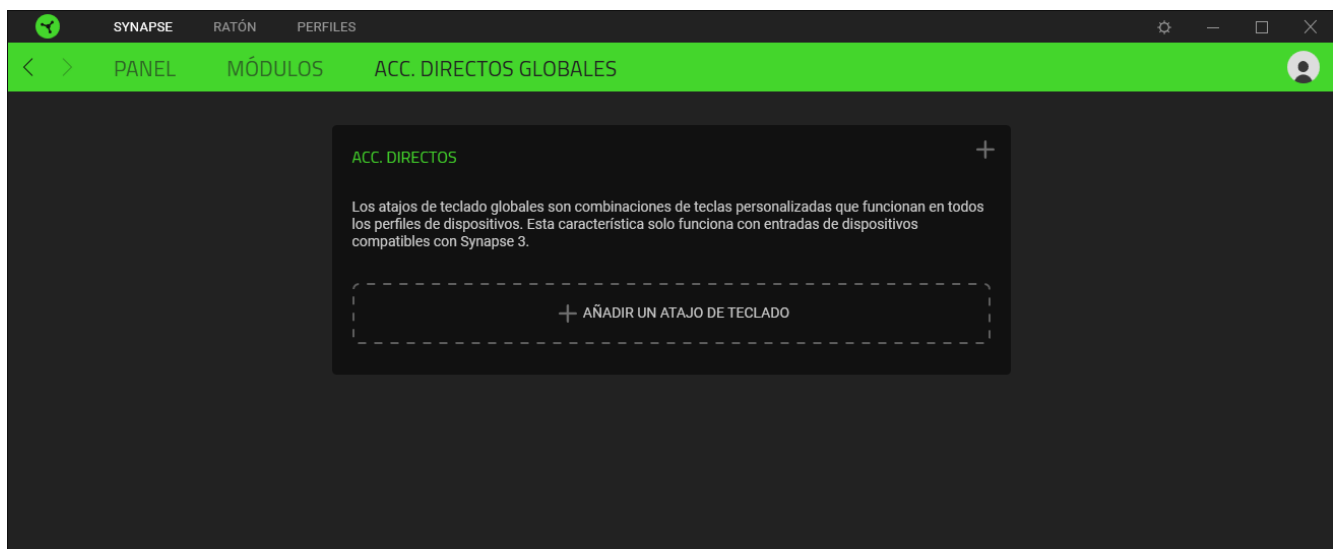 SYNAPSE RATÓN PERFILES
PANEL MÓDULOS ACC. DIRECTOS GLOBALES
ACC. DIRECTOS
Los atajos de teclado globales son combinaciones de teclas personalizadas que funcionan en todos
los perfiles de dispositivos. Esta característica solo funciona con entradas de dispositivos
compatibles con Synapse 3.
AÑADIR UN ATAJO DE TECLADO